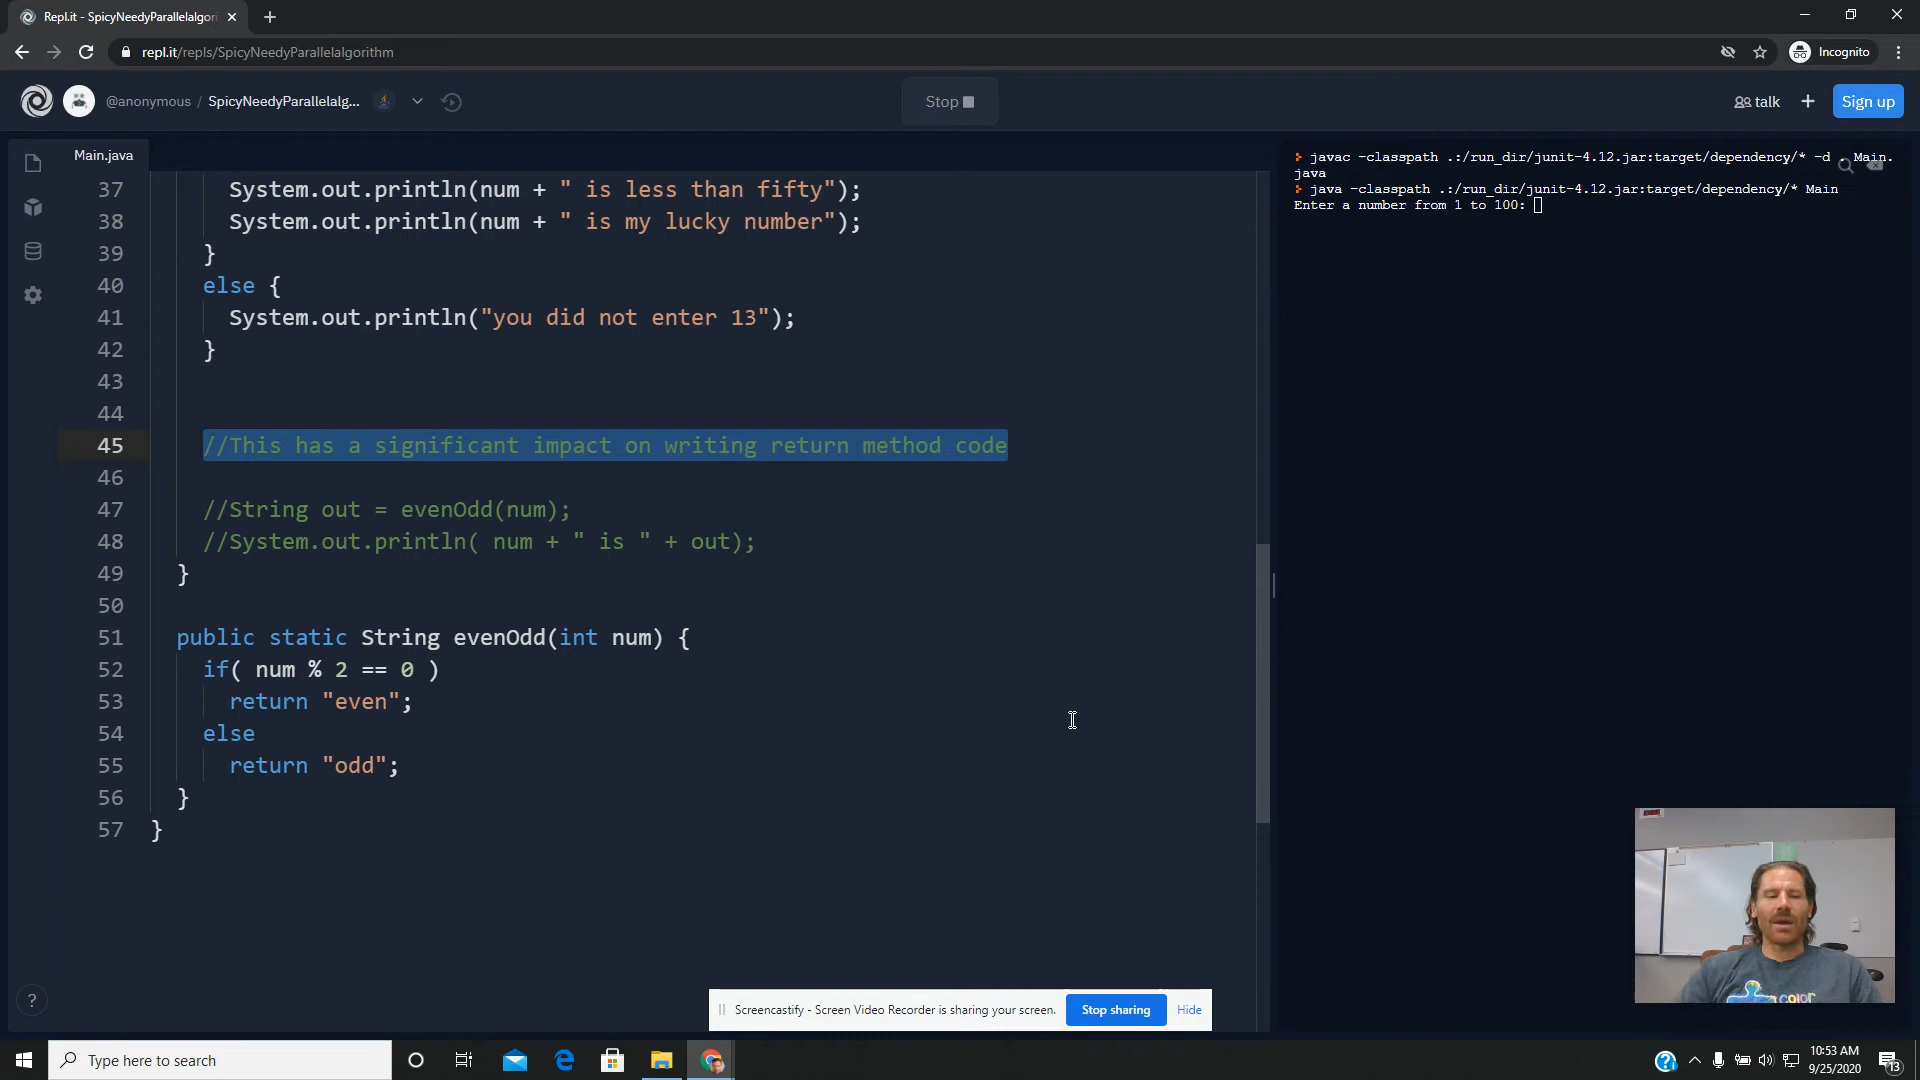 Repl.it - SpicyNeedyParallelalgori
repl.it/repls/SpicyNeedyParallelalgorithm
Incognito
@anonymous / SpicyNeedyParallelalg...
Stop
talk
Sign up
Main.java
37 System.out.println(num + " is less than fifty");
38 System.out.println(num + " is my lucky number");
39 }
40 else {
41 System.out.println("you did not enter 13");
42 }
43
44
45 //This has a significant impact on writing return method code
46
47 //String out = evenOdd(num);
48 //System.out.println( num + " is " + out);
49 }
50
51 public static String evenOdd(int num) {
52 if( num % 2 == 0 )
53 return "even";
54 else
55 return "odd";
56 }
57 }
javac -classpath .:/run_dir/junit-4.12.jar:target/dependency/* -d . Main.
java
java -classpath .:/run_dir/junit-4.12.jar:target/dependency/* Main
Enter a number from 1 to 100:
color
?
Screencastify - Screen Video Recorder is sharing your screen.
Stop sharing
Hide
Type here to search
10:53 AM
9/25/2020
13